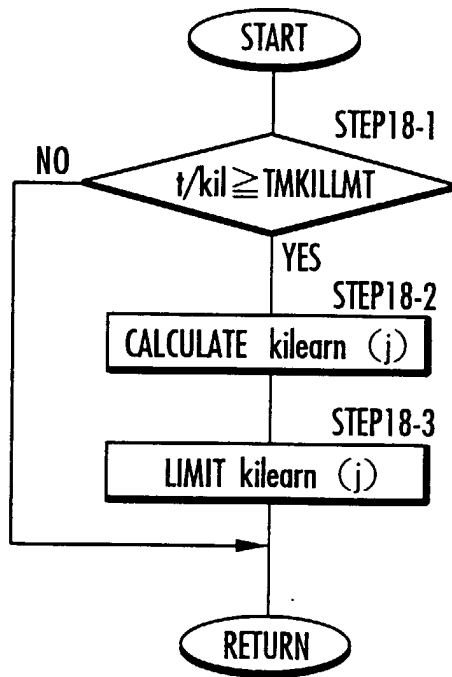 START
STEP18-1
NO
t/kil ≧ TMKILLMT
YES
STEP18-2
CALCULATE kilearn (j)
STEP18-3
LIMIT kilearn (j)
RETURN